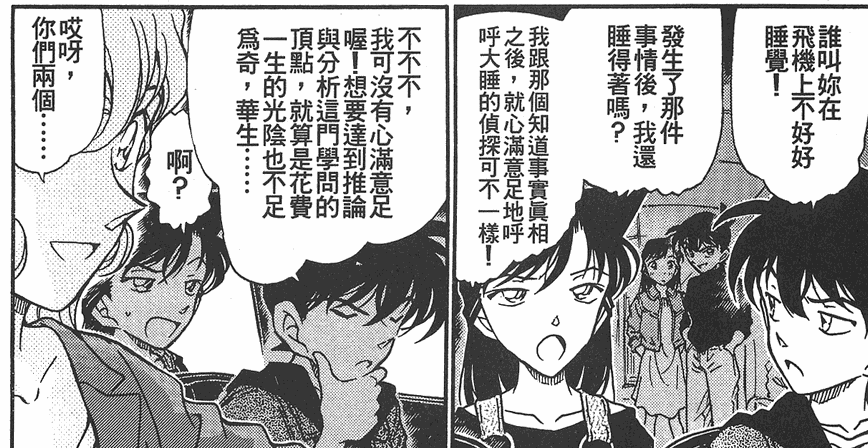 誰叫妳在
飛機上不好好
睡覺！
發生了那件
事情後，我還
睡得著嗎？
我跟那個知道事實真相
之後，就心滿意足地呼
呼大睡的偵探可不一樣！
不不不，
我可沒有心滿意足
喔！想要達到推論
與分析這門學問的
頂點，就算是花費
一生的光陰也不足
為奇，華生……
啊？
哎呀，
你們兩個……